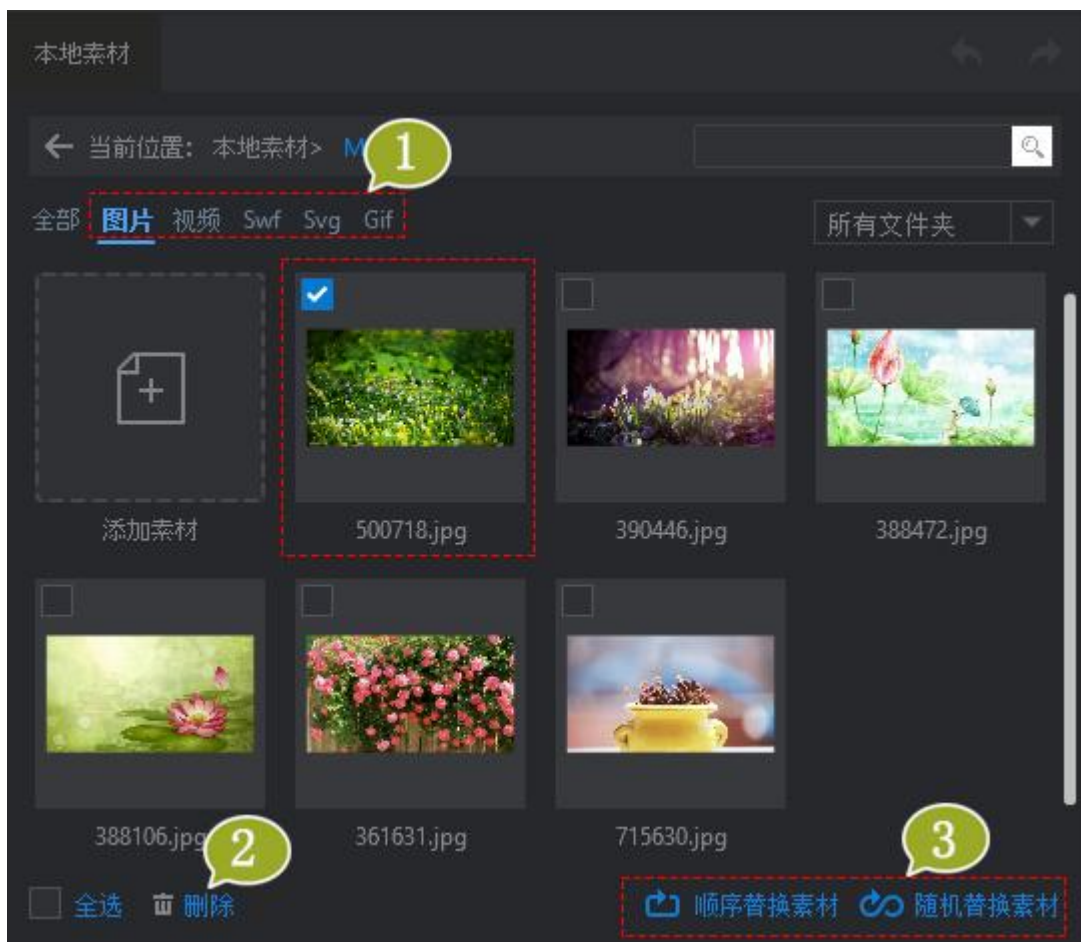 本地素材
当前位置： 本地素材> M
1
全部 图片 视频 Swf Svg Gif 所有文件夹
添加素材 500718.jpg 390446.jpg 388472.jpg
388106.jpg 361631.jpg 715630.jpg
2 3
全选 删除 顺序替换素材 随机替换素材